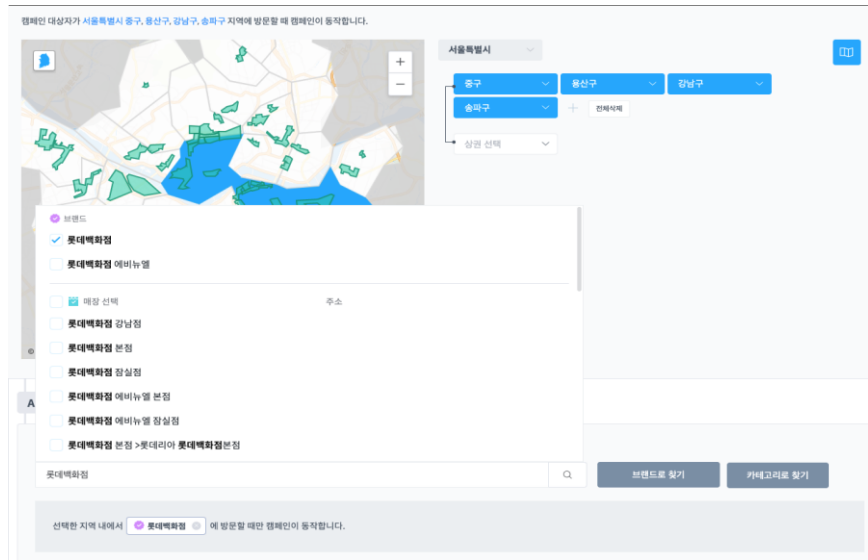 캠페인 대상자가 서울특별시 중구, 용산구, 강남구, 송파구 지역에 방문할 때 캠페인이 동작합니다.
서울특별시
중구 용산구 강남구
송파구 + 전체삭제
상권 선택
+
−
브랜드
롯데백화점
롯데백화점 에비뉴엘
매장 선택 주소
롯데백화점 강남점
롯데백화점 본점
롯데백화점 잠실점
롯데백화점 에비뉴엘 본점
롯데백화점 에비뉴엘 잠실점
롯데백화점 본점 >롯데리아 롯데백화점본점
©
A
롯데백화점 브랜드로 찾기 카테고리로 찾기
선택한 지역 내에서 롯데백화점 에 방문할 때만 캠페인이 동작합니다.